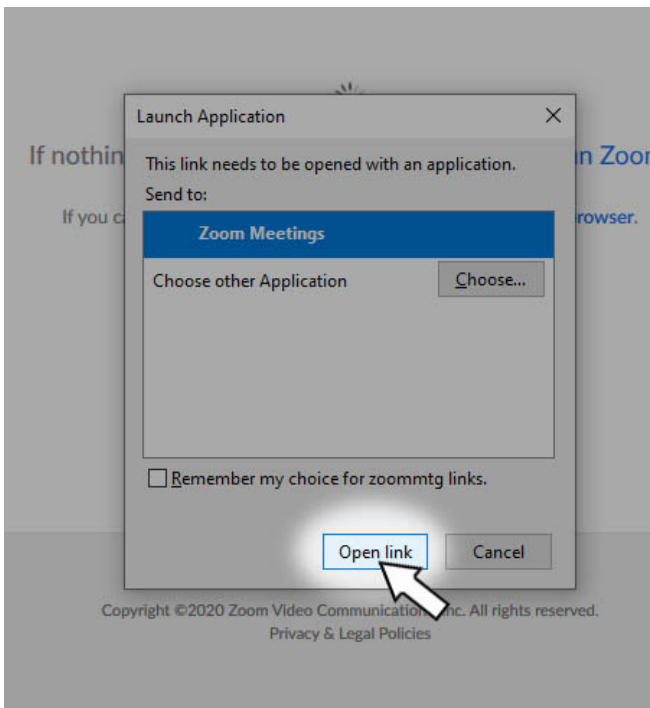 Launch Application
If nothin
n Zoo
This link needs to be opened with an application.
Send to:
If you c
rowser.
Zoom Meetings
Choose other Application
Choose...
Remember my choice for zoommtg links.
Open link
Cancel
Copyright ©2020 Zoom Video Communication nc. All rights reserved.
Privacy & Legal Policies